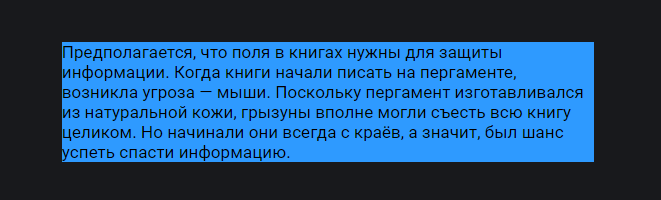 Предполагается, что поля в книгах нужны для защиты
информации. Когда книги начали писать на пергаменте,
возникла угроза — мыши. Поскольку пергамент изготавливался
из натуральной кожи, грызуны вполне могли съесть всю книгу
целиком. Но начинали они всегда с краёв, а значит, был шанс
успеть спасти информацию.